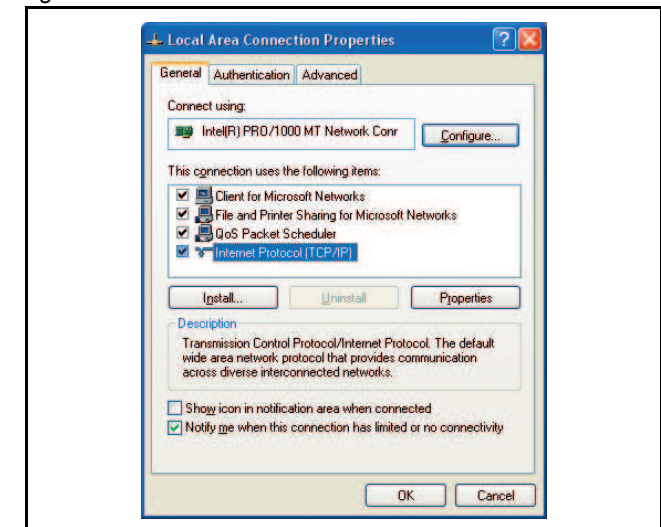 Local Area Connection Properties
General Authentication Advanced
Connect using:
Intel(R) PRO/1000 MT Network Conr Configure...
This connection uses the following items:
Client for Microsoft Networks
File and Printer Sharing for Microsoft Networks
QoS Packet Scheduler
Internet Protocol (TCP/IP)
Install... Uninstall Properties
Description
Transmission Control Protocol/Internet Protocol. The default
wide area network protocol that provides communication
across diverse interconnected networks.
Show icon in notification area when connected
Notify me when this connection has limited or no connectivity
OK Cancel